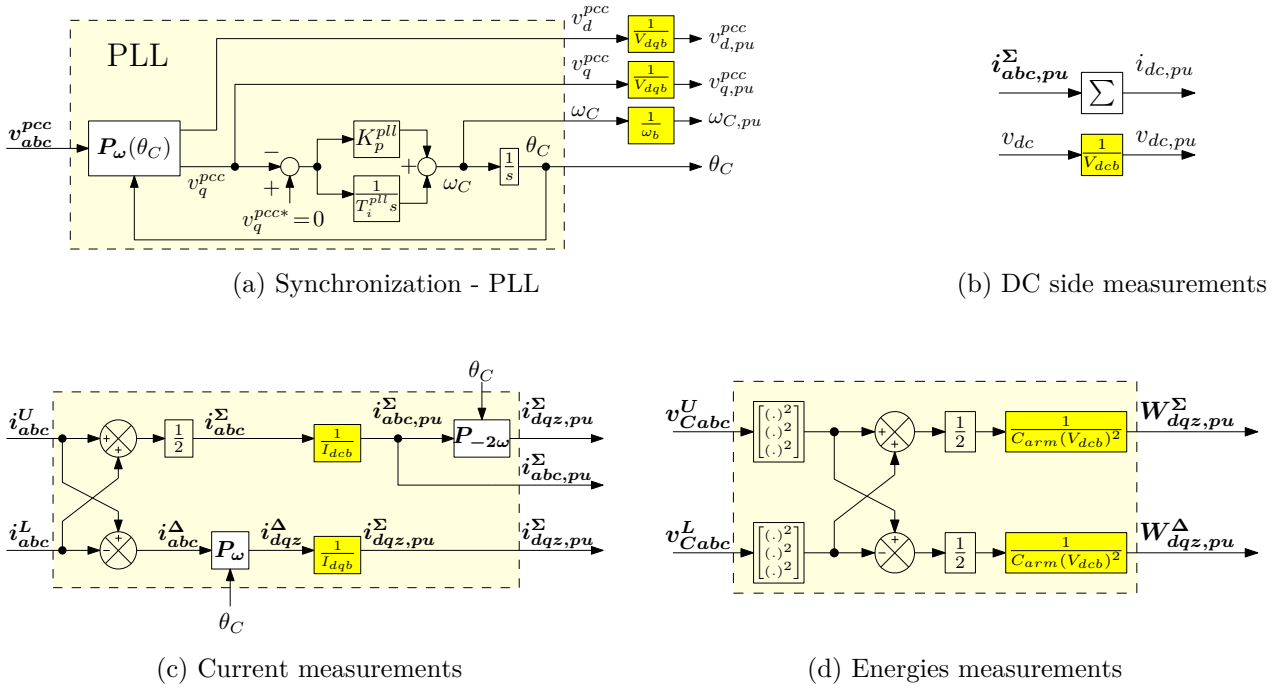 PLL
v_{abc}^{pcc}
P_ω(θ_C)
v_q^{pcc}
−
+
v_q^{pcc*} = 0
K_p^{pll}
1/(T_i^{pll} s)
+
ω_C
1/s
θ_C
v_d^{pcc}
1/V_{dqb}
v_{d,pu}^{pcc}
v_q^{pcc}
1/V_{dqb}
v_{q,pu}^{pcc}
ω_C
1/ω_b
ω_{C,pu}
θ_C
(a) Synchronization - PLL
i_{abc,pu}^Σ
∑
i_{dc,pu}
v_{dc}
1/V_{dcb}
v_{dc,pu}
(b) DC side measurements
θ_C
i_{abc}^U
+
+
1/2
i_{abc}^Σ
1/I_{dcb}
i_{abc,pu}^Σ
P_{−2ω}
i_{dqz,pu}^Σ
i_{abc,pu}^Σ
i_{abc}^L
+
-
i_{abc}^Δ
P_ω
i_{dqz}^Δ
1/I_{dqb}
i_{dqz,pu}^Σ
i_{dqz,pu}^Σ
θ_C
(c) Current measurements
v_{Cabc}^U
[(.)^2
(.)^2
(.)^2]
+
+
1/2
1/(C_{arm}(V_{dcb})^2)
W_{dqz,pu}^Σ
v_{Cabc}^L
[(.)^2
(.)^2
(.)^2]
+
-
1/2
1/(C_{arm}(V_{dcb})^2)
W_{dqz,pu}^Δ
(d) Energies measurements